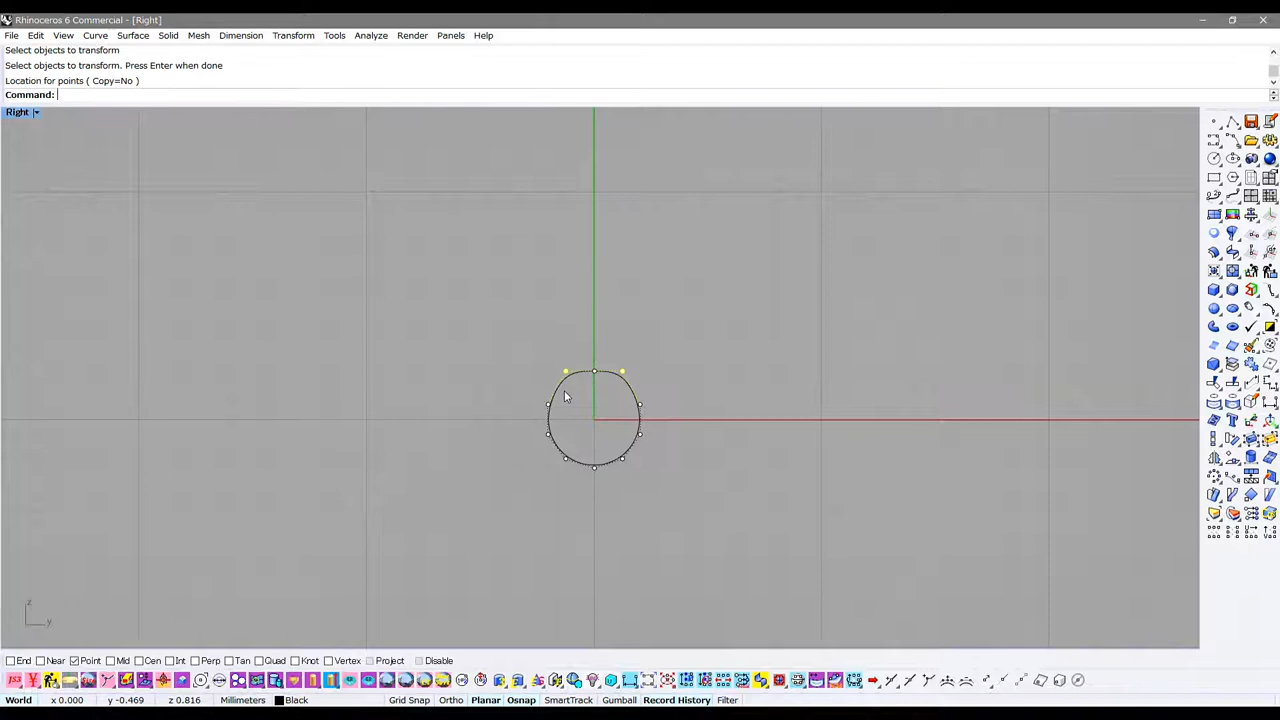 Rhinoceros 6 Commercial - [Right]
File Edit View Curve Surface Solid Mesh Dimension Transform Tools Analyze Render Panels Help
Select objects to transform
Select objects to transform. Press Enter when done
Location for points ( Copy=No )
Command:
Right
z
y
End Near Point Mid Cen Int Perp Tan Quad Knot Vertex Project Disable
World x 0.000 y -0.469 z 0.816 Millimeters Black Grid Snap Ortho Planar Osnap SmartTrack Gumball Record History Filter